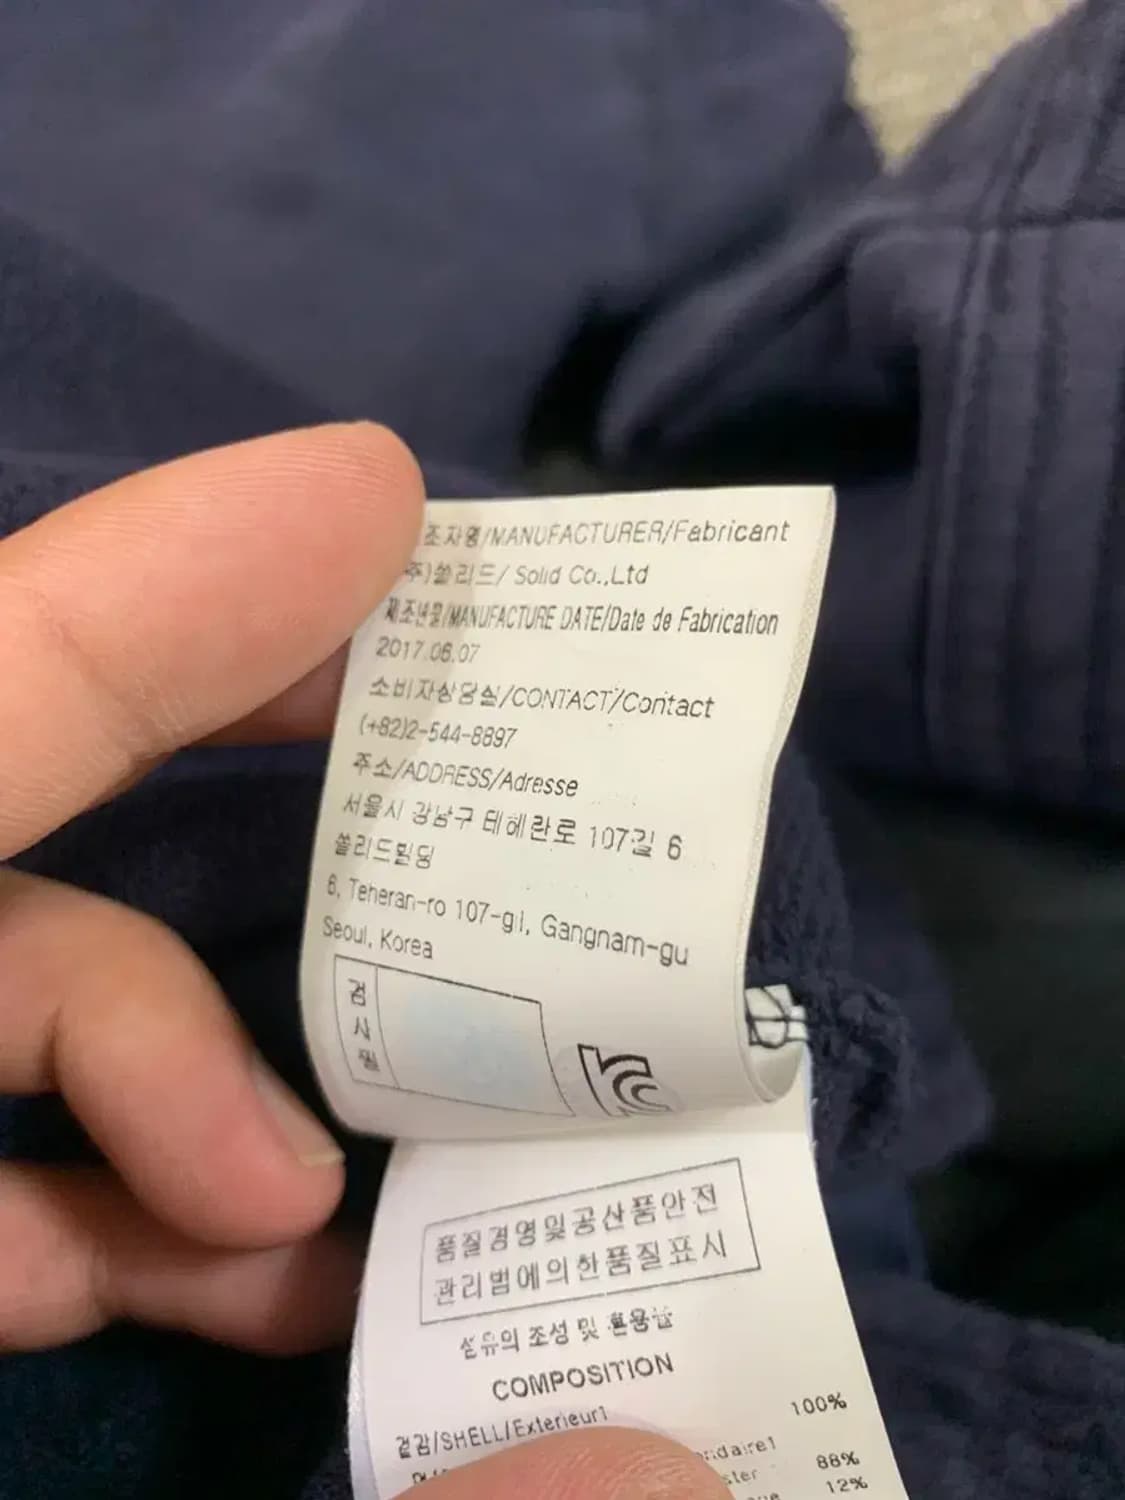 조자명/MANUFACTURER/Fabricant
주)쏠리드/ Solid Co.,Ltd
제조년월/MANUFACTURE DATE/Date de Fabrication
2017.06.07
소비자상담실/CONTACT/Contact
(+82)2-544-8897
주소/ADDRESS/Adresse
서울시 강남구 테헤란로 107길 6
쏠리드빌딩
6, Teheran-ro 107-gil, Gangnam-gu
Seoul, Korea
검사필
품질경영및공산품안전
관리법에의한품질표시
섬유의 조성 및 혼용율
COMPOSITION
겉감/SHELL/Exterieur1
100%
88%
12%